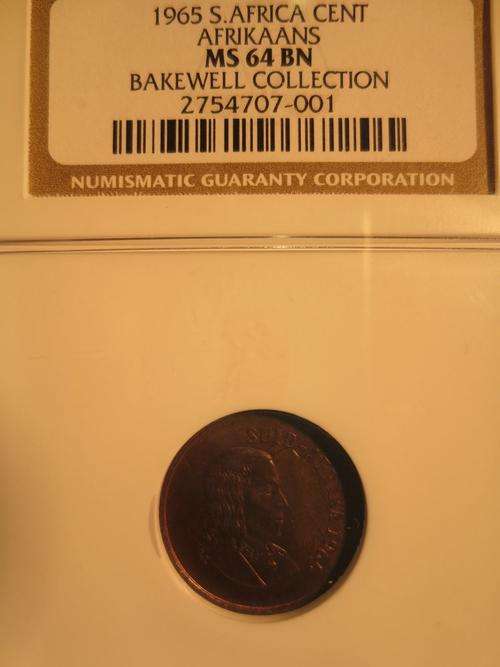 1965 S.AFRICA CENT
AFRIKAANS
MS 64 BN
BAKEWELL COLLECTION
2754707-001
NUMISMATIC GUARANTY CORPORATION